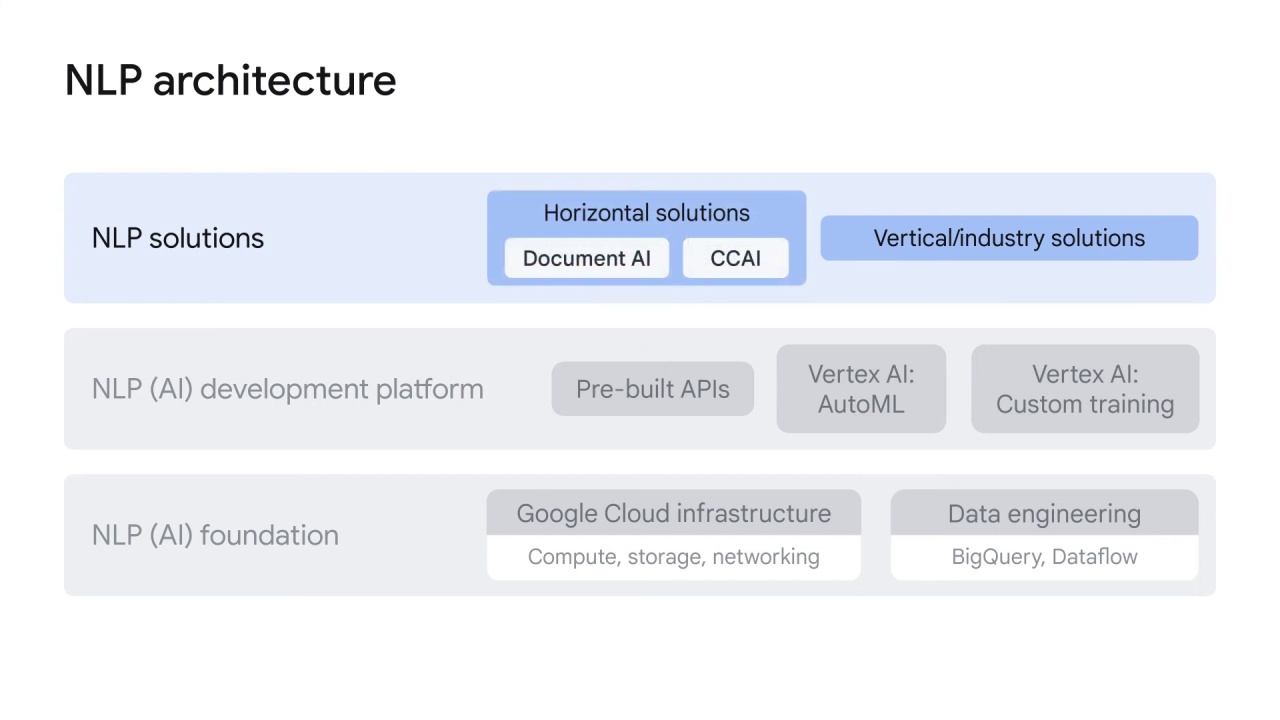 NLP architecture
NLP solutions
Horizontal solutions
Document AI
CCAI
Vertical/industry solutions
NLP (AI) development platform
Pre-built APIs
Vertex AI:
AutoML
Vertex AI:
Custom training
NLP (AI) foundation
Google Cloud infrastructure
Compute, storage, networking
Data engineering
BigQuery, Dataflow